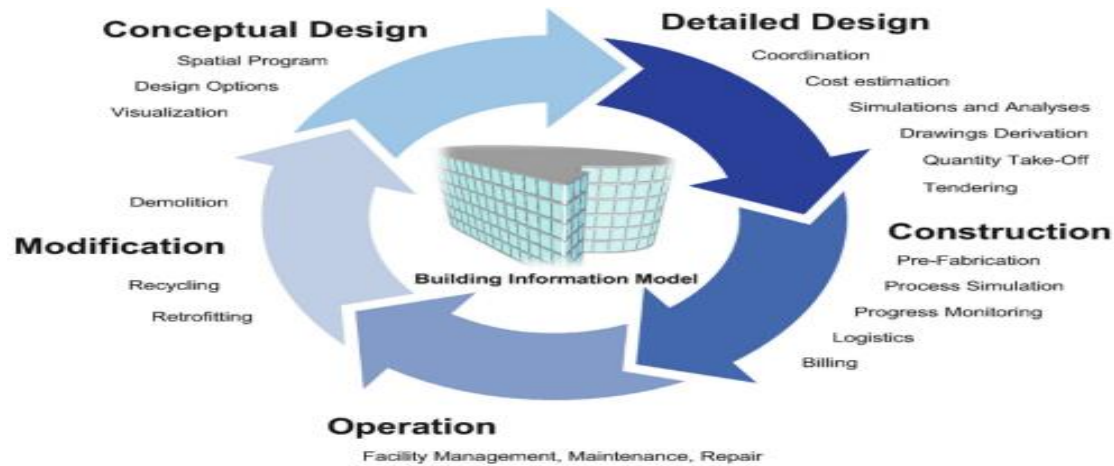 Conceptual Design
Spatial Program
Design Options
Visualization
Detailed Design
Coordination
Cost estimation
Simulations and Analyses
Drawings Derivation
Quantity Take-Off
Tendering
Construction
Pre-Fabrication
Process Simulation
Progress Monitoring
Logistics
Billing
Operation
Facility Management, Maintenance, Repair
Demolition
Modification
Recycling
Retrofitting
Building Information Model